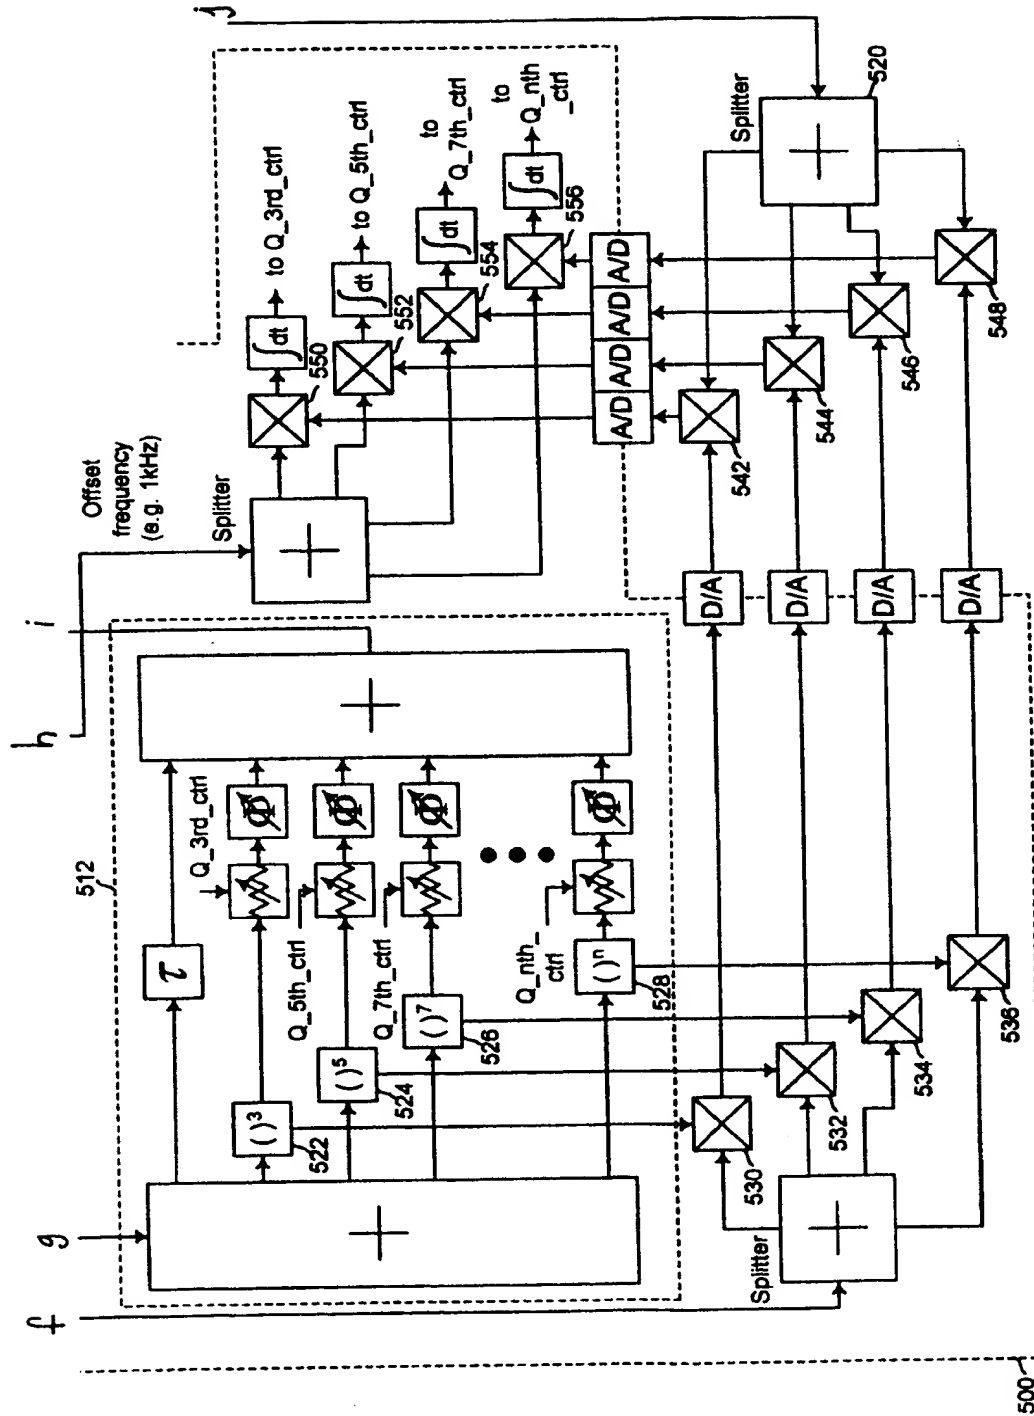 f
g
h
i
j
512
τ
Q_3rd_ctrl
Φ
Offset
frequency
(e.g. 1kHz)
Splitter
∫dt
to Q_3rd_ctrl
( )³
522
550
Q_5th_ctrl
Φ
∫dt
to Q_5th_ctrl
( )⁵
524
552
Q_7th_ctrl
Φ
∫dt
to
Q_7th_ctrl
( )⁷
526
554
Q_nth_
ctrl
Φ
∫dt
to
Q_nth
_ctrl
( )ⁿ
528
556
A/D A/D A/D A/D
530
D/A
542
Splitter
Splitter
532
D/A
544
520
534
D/A
546
536
D/A
548
500